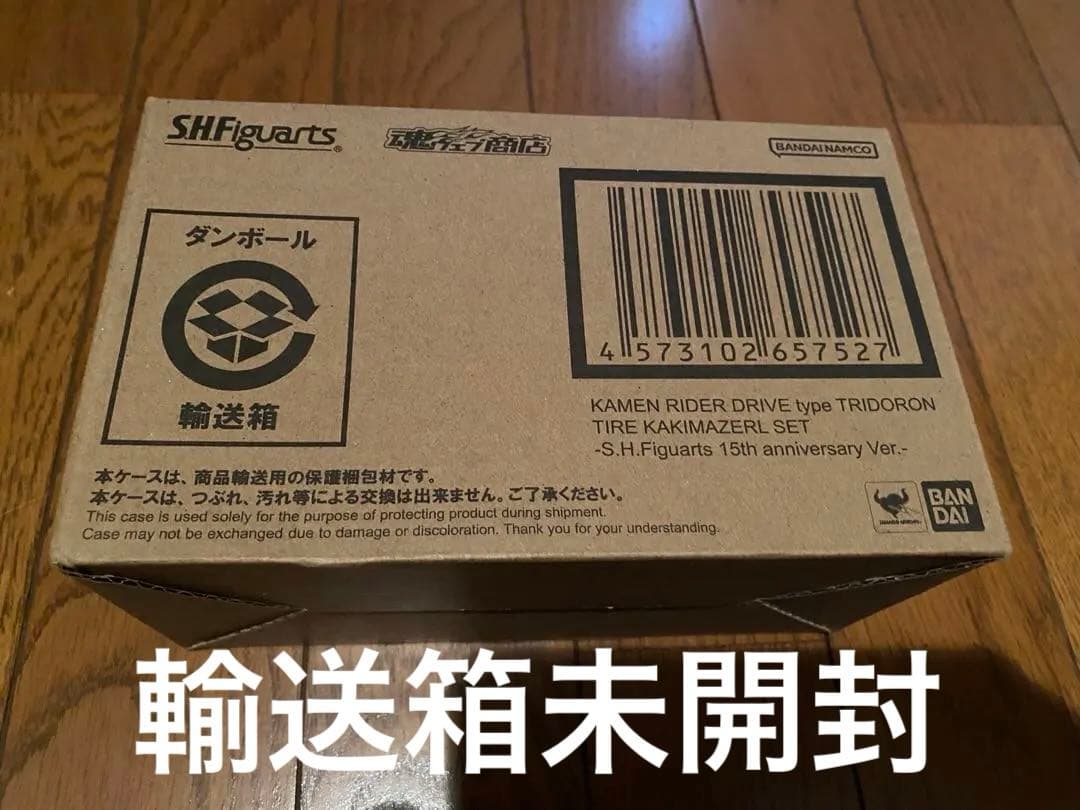 S.H.Figuarts®
魂ウェブ商店
BANDAI NAMCO
ダンボール
輸送箱
4 573102 657527
KAMEN RIDER DRIVE type TRIDORON
TIRE KAKIMAZERL SET
-S.H.Figuarts 15th anniversary Ver.-
本ケースは、商品輸送用の保護梱包材です。
本ケースは、つぶれ、汚れ等による交換は出来ません。ご了承ください。
This case is used solely for the purpose of protecting product during shipment.
Case may not be exchanged due to damage or discoloration. Thank you for your understanding.
BAN
DAI
輸送箱未開封